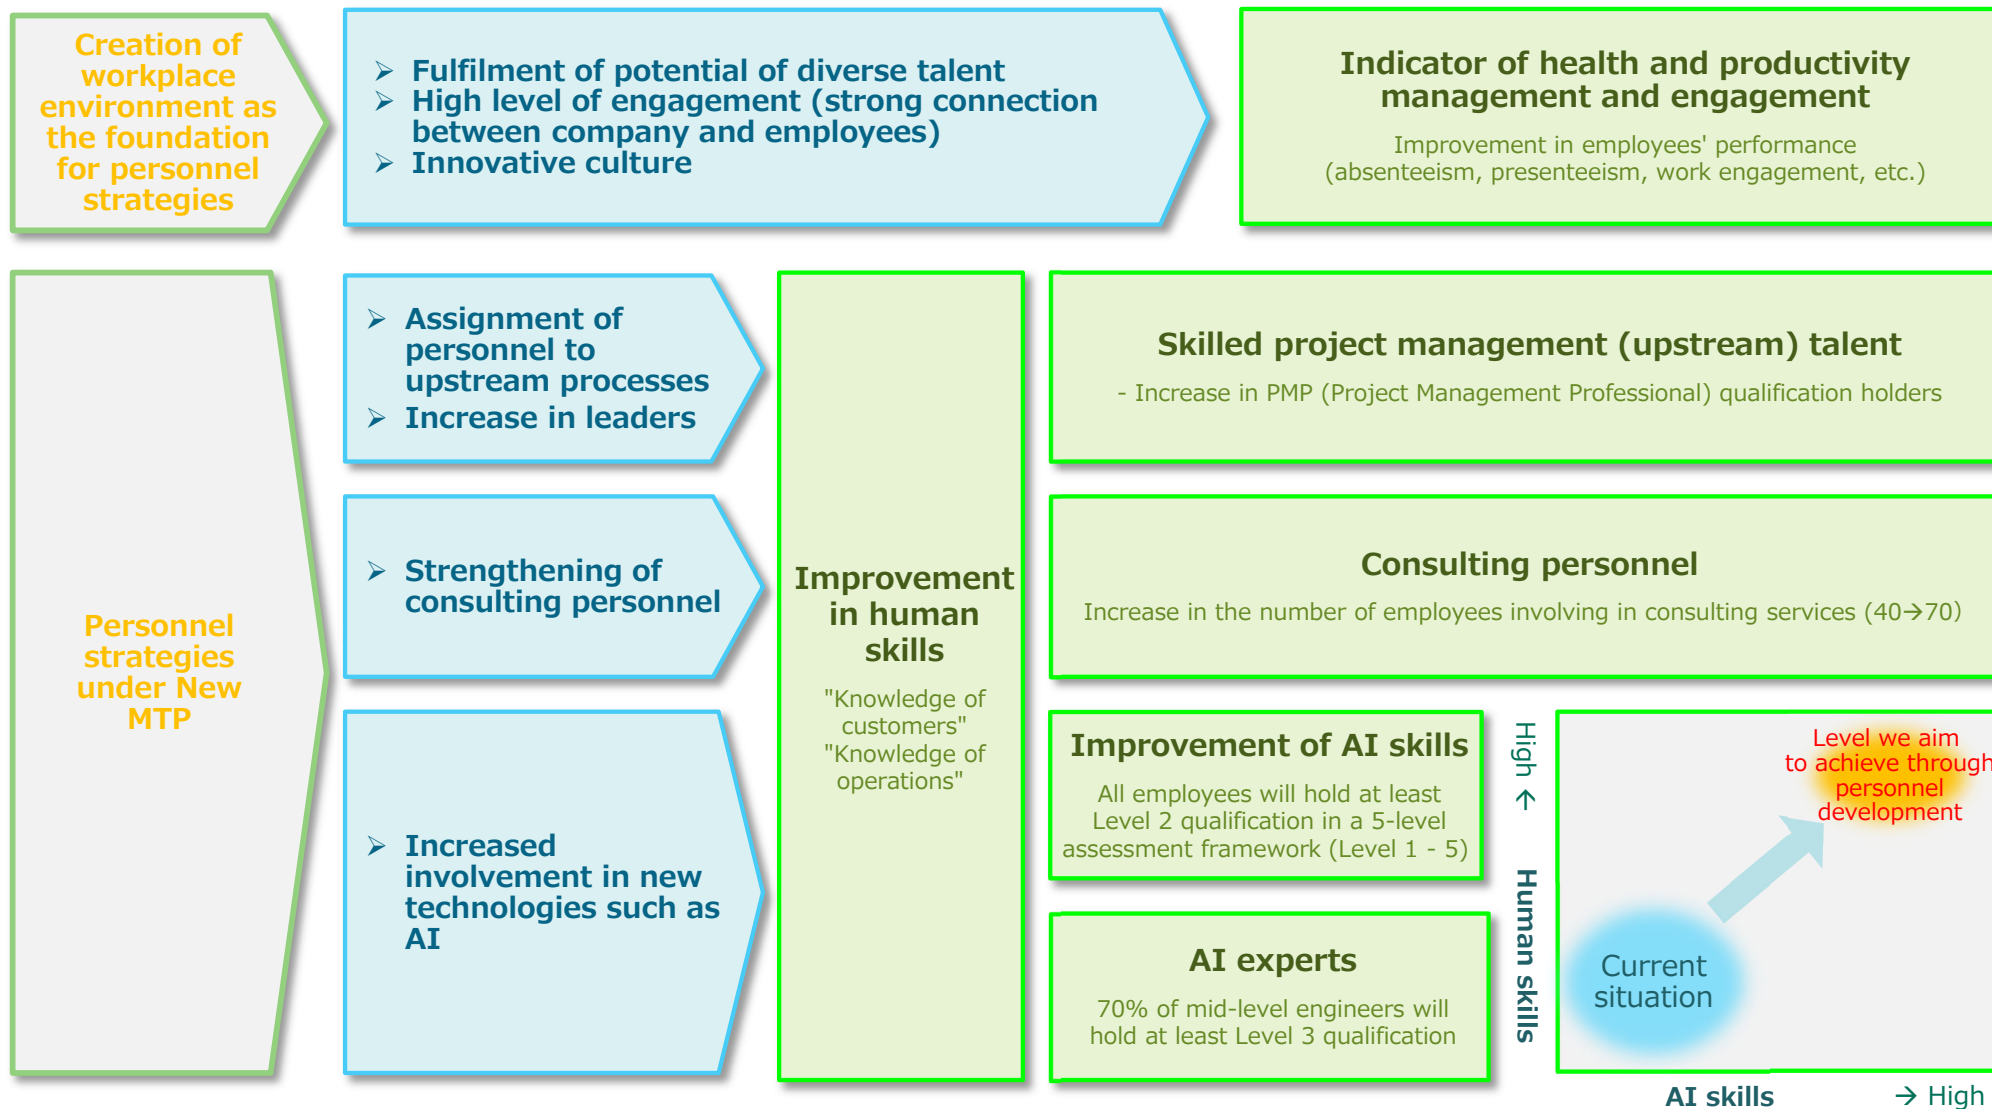 Creation of
workplace
environment as
the foundation
for personnel
strategies
➢ Fulfilment of potential of diverse talent
➢ High level of engagement (strong connection
between company and employees)
➢ Innovative culture
Indicator of health and productivity
management and engagement
Improvement in employees' performance
(absenteeism, presenteeism, work engagement, etc.)
Personnel
strategies
under New
MTP
➢ Assignment of
personnel to
upstream processes
➢ Increase in leaders
➢ Strengthening of
consulting personnel
➢ Increased
involvement in new
technologies such as
AI
Improvement
in human
skills
"Knowledge of
customers"
"Knowledge of
operations"
Skilled project management (upstream) talent
- Increase in PMP (Project Management Professional) qualification holders
Consulting personnel
Increase in the number of employees involving in consulting services (40→70)
Improvement of AI skills
All employees will hold at least
Level 2 qualification in a 5-level
assessment framework (Level 1 - 5)
AI experts
70% of mid-level engineers will
hold at least Level 3 qualification
Human skills → High
Level we aim
to achieve through
personnel
development
Current
situation
AI skills → High